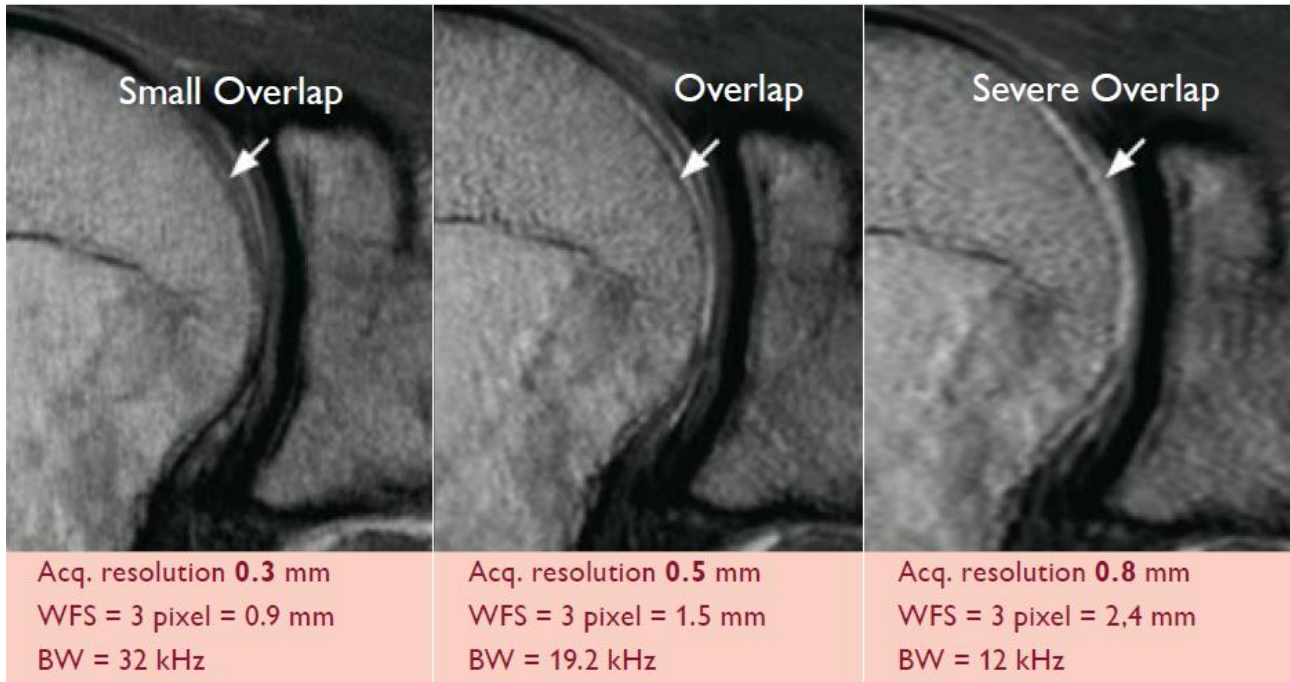 Small Overlap
Overlap
Severe Overlap
Acq. resolution 0.3 mm
WFS = 3 pixel = 0.9 mm
BW = 32 kHz
Acq. resolution 0.5 mm
WFS = 3 pixel = 1.5 mm
BW = 19.2 kHz
Acq. resolution 0.8 mm
WFS = 3 pixel = 2,4 mm
BW = 12 kHz